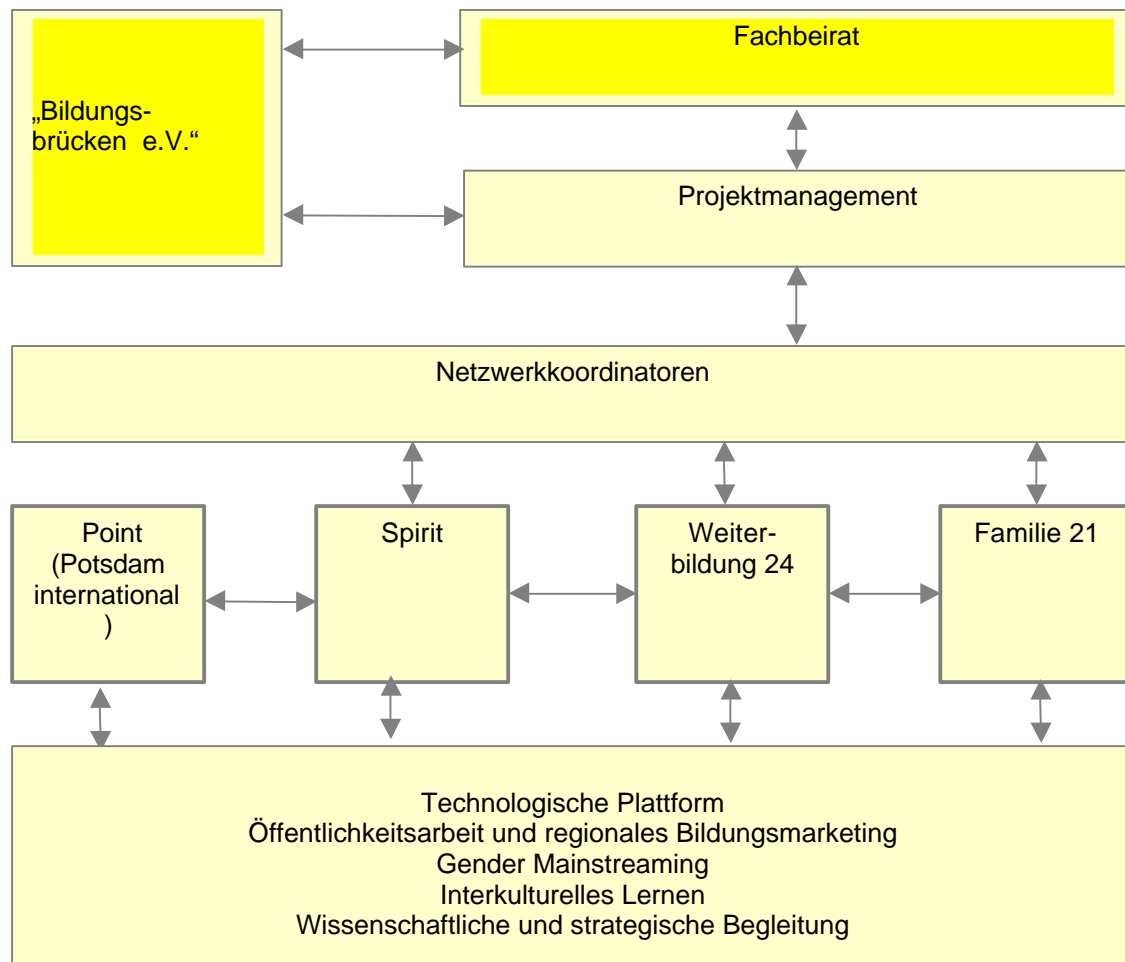 Fachbeirat
„Bildungs-
brücken e.V.“
Projektmanagement
Netzwerkkoordinatoren
Point
(Potsdam
international
)
Spirit
Weiter-
bildung 24
Familie 21
Technologische Plattform
Öffentlichkeitsarbeit und regionales Bildungsmarketing
Gender Mainstreaming
Interkulturelles Lernen
Wissenschaftliche und strategische Begleitung